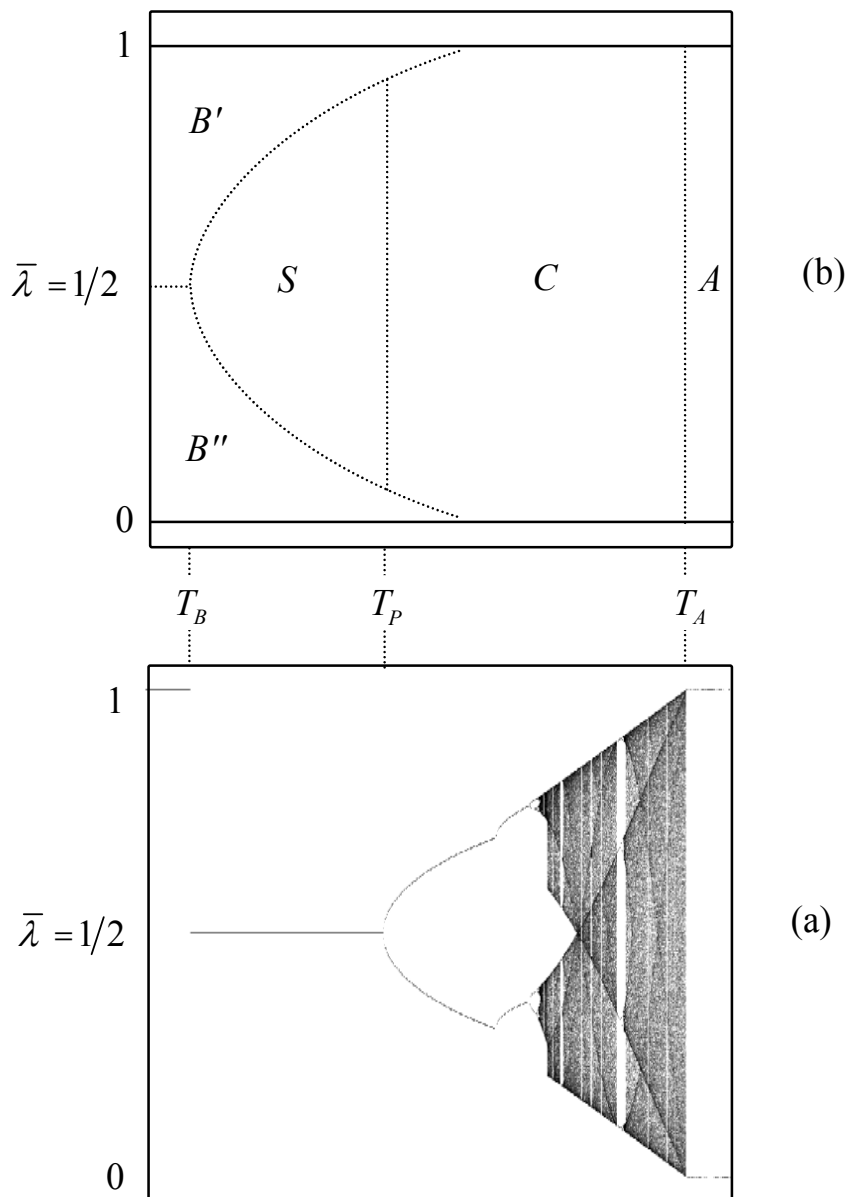 1
B′
λ̅ = 1/2 S C A (b)
B″
0
T_B T_P T_A
1
λ̅ = 1/2 (a)
0